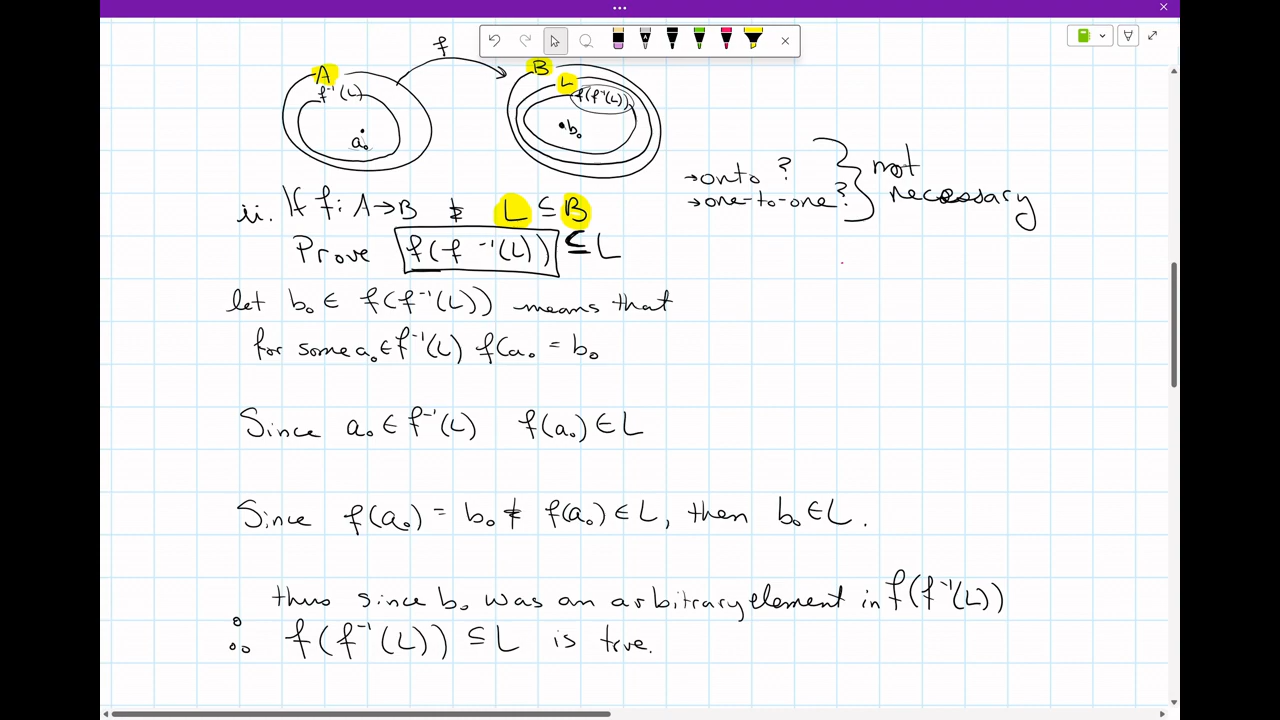 f
A
f⁻¹(L)
a₀
B
L
f(f⁻¹(L))
b₀
→onto ?
→one-to-one?
not
necessary
ii. If f: A→B & L ⊆ B
Prove f(f⁻¹(L)) ⊆ L
let b₀ ∈ f(f⁻¹(L)) means that
for some a₀ ∈ f⁻¹(L) f(a₀ = b₀
Since a₀ ∈ f⁻¹(L) f(a₀) ∈ L
Since f(a₀) = b₀ & f(a₀) ∈ L, then b₀ ∈ L.
thus since b₀ was an arbitrary element in f(f⁻¹(L))
∴ f(f⁻¹(L)) ⊆ L is true.